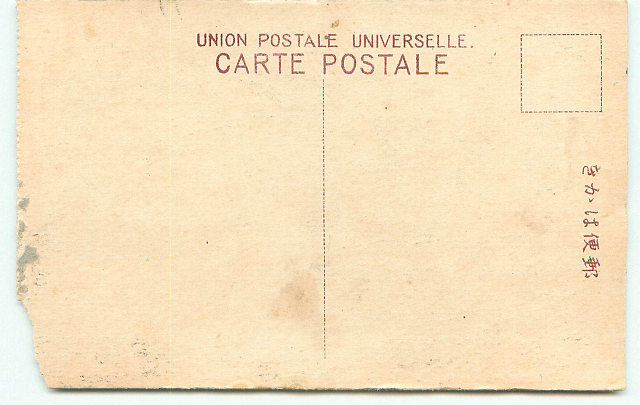 UNION POSTALE UNIVERSELLE.
CARTE POSTALE
きかは便郵